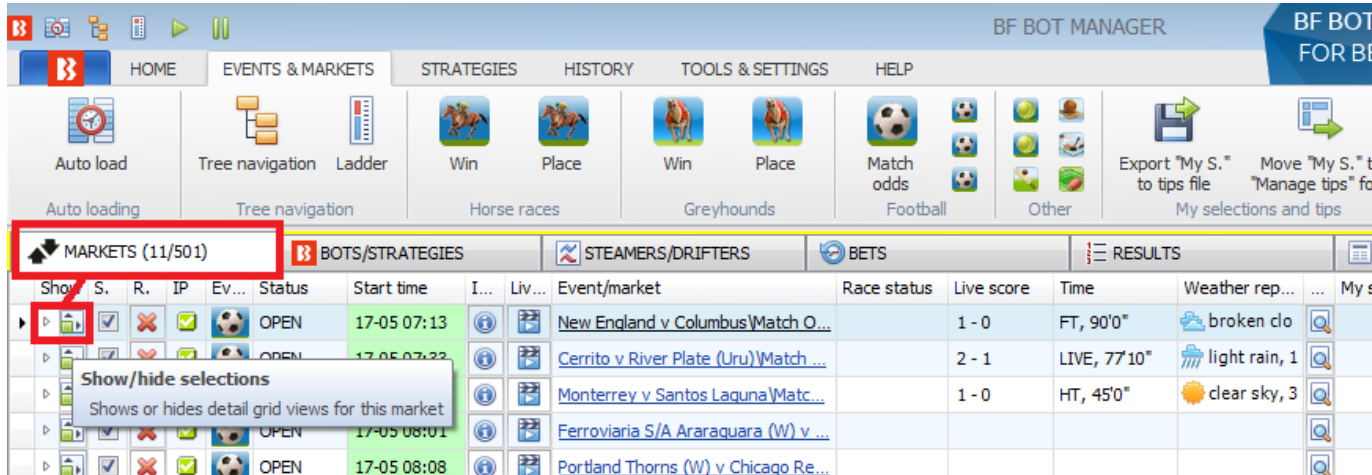 BF BOT MANAGER
BF BOT
FOR BE
HOME EVENTS & MARKETS STRATEGIES HISTORY TOOLS & SETTINGS HELP
Auto load Tree navigation Ladder Win Place Win Place Match Export "My S." Move "My S." t
odds to tips file "Manage tips" fo
Auto loading Tree navigation Horse races Greyhounds Football Other My selections and tips
MARKETS (11/501) BOTS/STRATEGIES STEAMERS/DRIFTERS BETS RESULTS
Show S. R. IP Ev... Status Start time I... Liv... Event/market Race status Live score Time Weather rep... ... My s
OPEN 17-05 07:13 New England v Columbus\Match O... 1 - 0 FT, 90'0" broken clo
17-05 07:33 Cerrito v River Plate (Uru)\Match ... 2 - 1 LIVE, 77'10" light rain, 1
Show/hide selections
Monterrey v Santos Laguna\Matc... 1 - 0 HT, 45'0" clear sky, 3
Shows or hides detail grid views for this market
OPEN 17-05 08:01 Ferroviaria S/A Araraquara (W) v ...
OPEN 17-05 08:08 Portland Thorns (W) v Chicago Re...